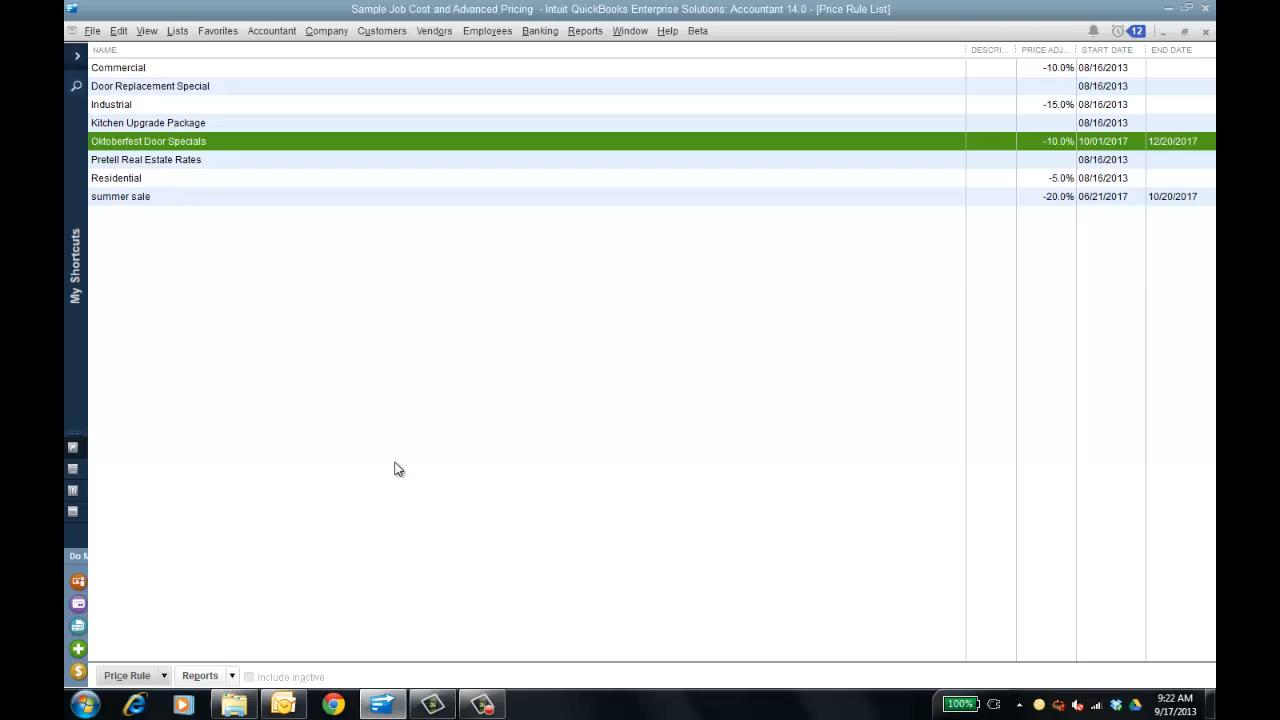 Sample Job Cost and Advanced Pricing - Intuit QuickBooks Enterprise Solutions: Accountant 14.0 - [Price Rule List]
File Edit View Lists Favorites Accountant Company Customers Vendors Employees Banking Reports Window Help Beta 12
NAME DESCRI... PRICE ADJ... START DATE END DATE
Commercial -10.0% 08/16/2013
Door Replacement Special 08/16/2013
Industrial -15.0% 08/16/2013
Kitchen Upgrade Package 08/16/2013
Oktoberfest Door Specials -10.0% 10/01/2017 12/20/2017
Pretell Real Estate Rates 08/16/2013
Residential -5.0% 08/16/2013
summer sale -20.0% 06/21/2017 10/20/2017
My Shortcuts
Do M
Price Rule Reports Include inactive
100% 9:22 AM
9/17/2013